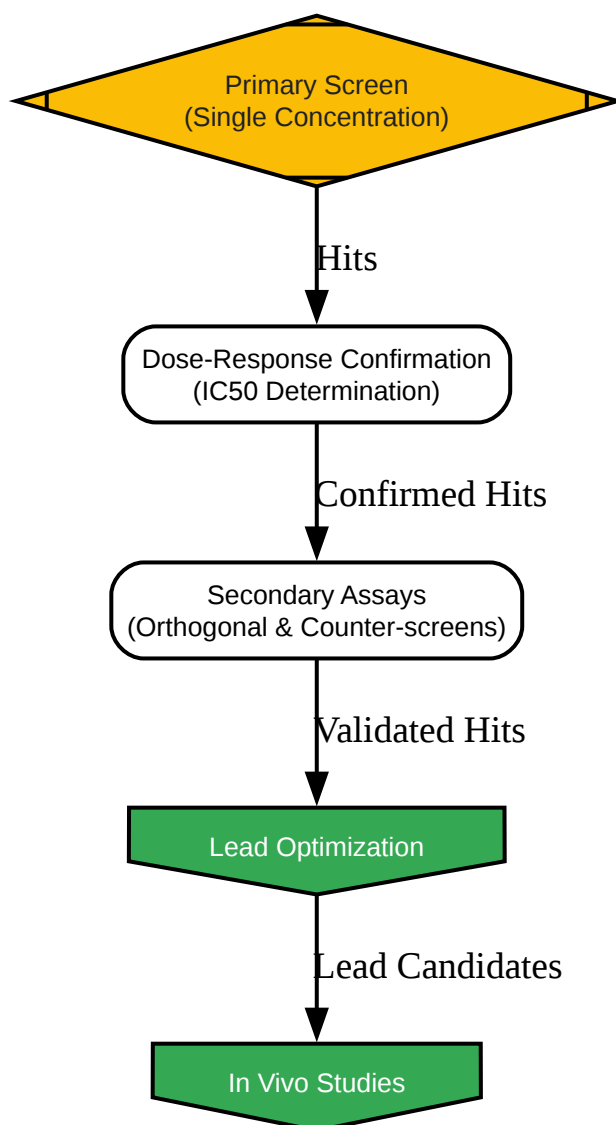 Primary Screen
(Single Concentration)
Hits
Dose-Response Confirmation
(IC50 Determination)
Confirmed Hits
Secondary Assays
(Orthogonal & Counter-screens)
Validated Hits
Lead Optimization
Lead Candidates
In Vivo Studies